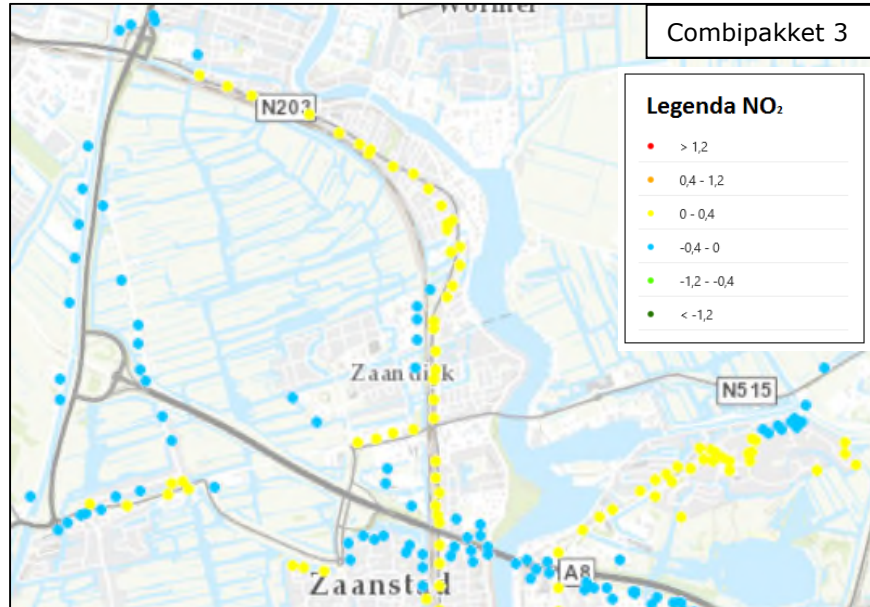 Wormer
Combipakket 3
Legenda NO₂
> 1,2
0,4 - 1,2
0 - 0,4
-0,4 - 0
-1,2 - -0,4
< -1,2
N203
Zaandijk
N515
A8
Zaanstad